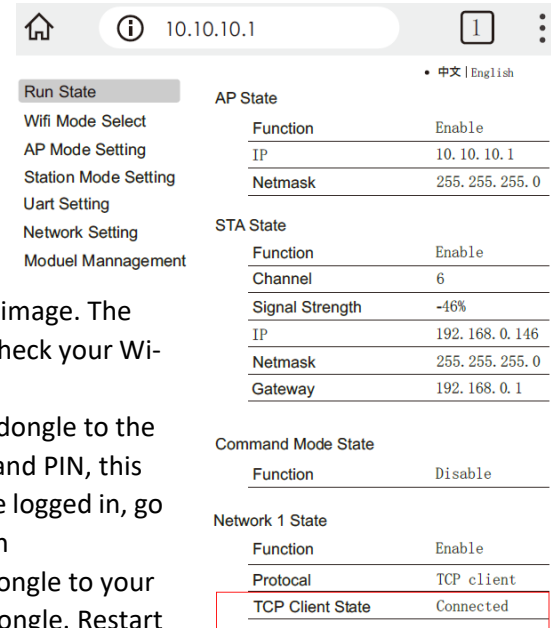 10.10.10.1 1
• 中文 | English
Run State
Wifi Mode Select
AP Mode Setting
Station Mode Setting
Uart Setting
Network Setting
Moduel Mannagement
AP State
Function Enable
IP 10.10.10.1
Netmask 255.255.255.0
STA State
Function Enable
Channel 6
Signal Strength -46%
IP 192.168.0.146
Netmask 255.255.255.0
Gateway 192.168.0.1
Command Mode State
Function Disable
Network 1 State
Function Enable
Protocal TCP client
TCP Client State Connected
image. The
heck your Wi-
dongle to the
and PIN, this
e logged in, go
n
ongle to your
ongle. Restart